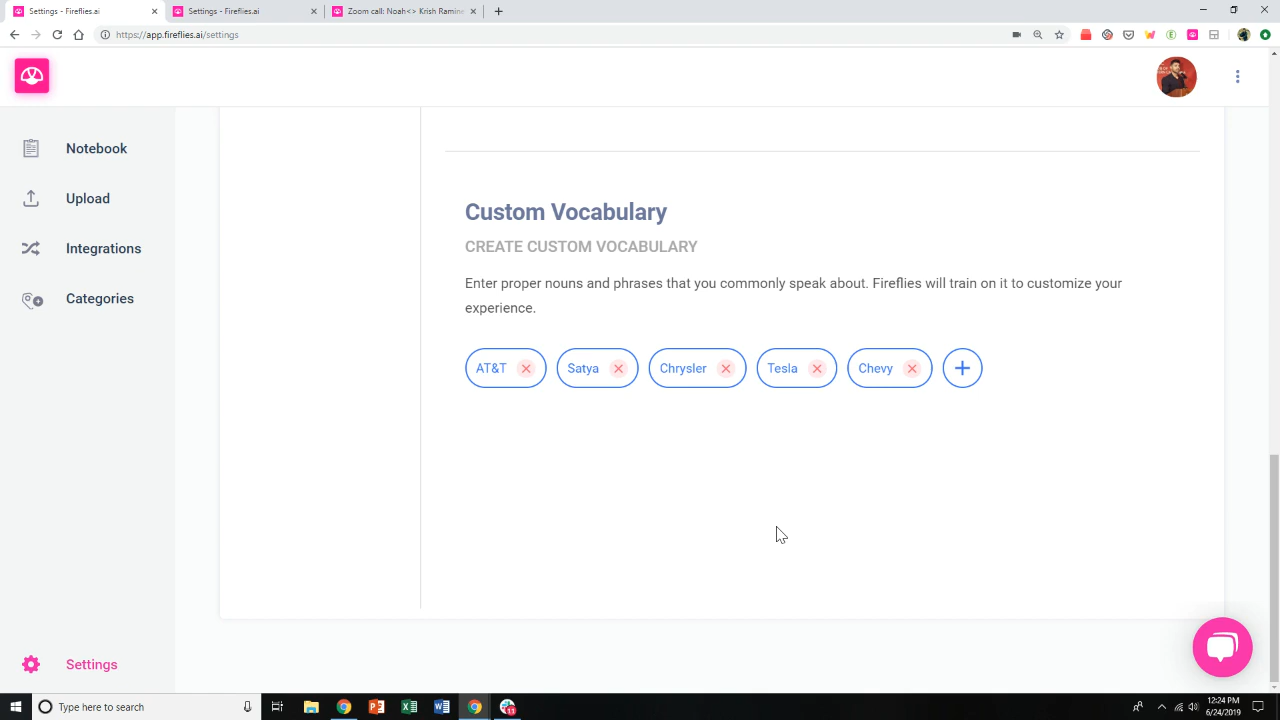 Settings - Fireflies.ai
Settings - Fireflies.ai
Zoom call: Noah<> Krish Ramine
https://app.fireflies.ai/settings
Notebook
Upload
Integrations
Categories
Settings
Custom Vocabulary
CREATE CUSTOM VOCABULARY
Enter proper nouns and phrases that you commonly speak about. Fireflies will train on it to customize your
experience.
AT&T
Satya
Chrysler
Tesla
Chevy
Type here to search
12:24 PM
6/24/2019